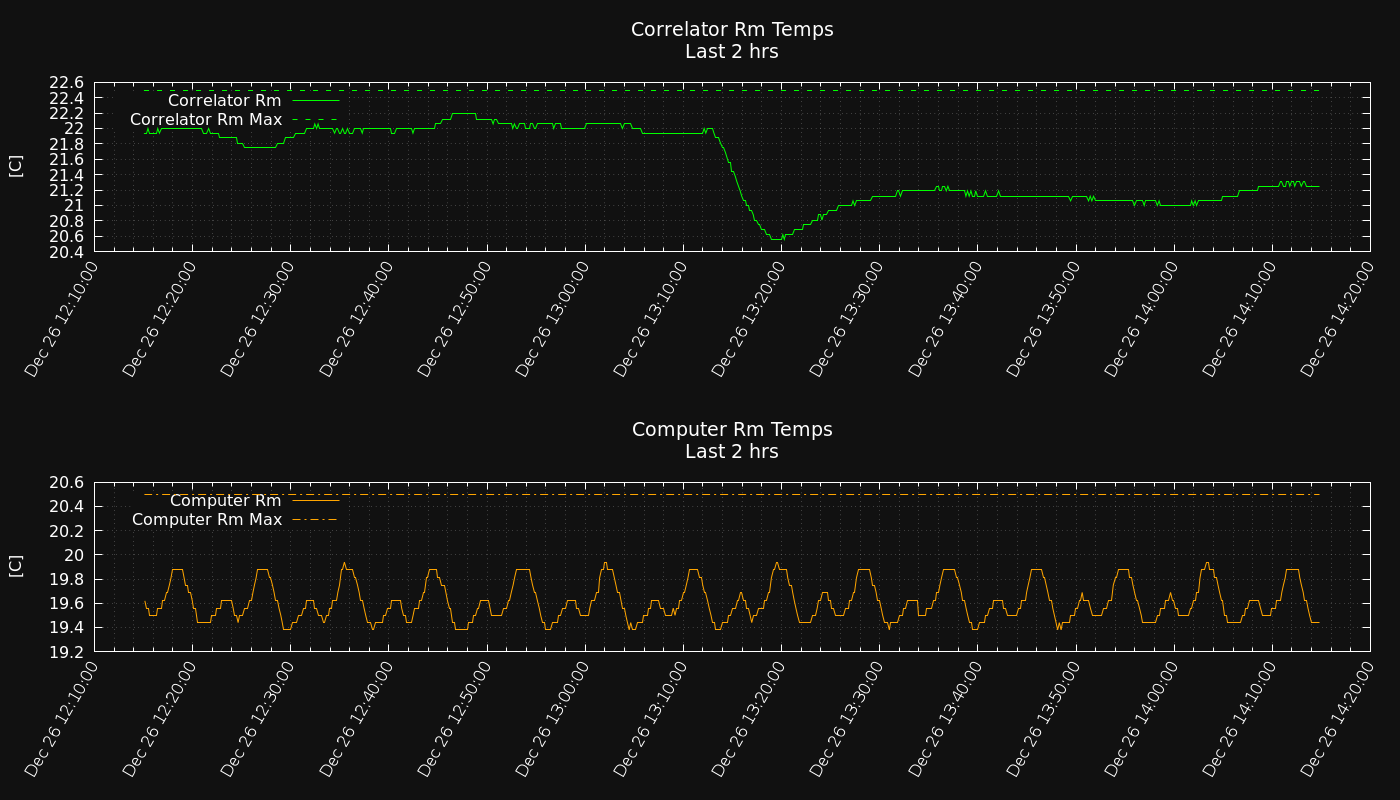 Correlator Rm Temps
Last 2 hrs
22.6
22.4
22.2
22
21.8
21.6
21.4
21.2
21
20.8
20.6
20.4
[C]
Correlator Rm
Correlator Rm Max
Dec 26 12:10:00
Dec 26 12:20:00
Dec 26 12:30:00
Dec 26 12:40:00
Dec 26 12:50:00
Dec 26 13:00:00
Dec 26 13:10:00
Dec 26 13:20:00
Dec 26 13:30:00
Dec 26 13:40:00
Dec 26 13:50:00
Dec 26 14:00:00
Dec 26 14:10:00
Dec 26 14:20:00
Computer Rm Temps
Last 2 hrs
20.6
20.4
20.2
20
19.8
19.6
19.4
19.2
[C]
Computer Rm
Computer Rm Max
Dec 26 12:10:00
Dec 26 12:20:00
Dec 26 12:30:00
Dec 26 12:40:00
Dec 26 12:50:00
Dec 26 13:00:00
Dec 26 13:10:00
Dec 26 13:20:00
Dec 26 13:30:00
Dec 26 13:40:00
Dec 26 13:50:00
Dec 26 14:00:00
Dec 26 14:10:00
Dec 26 14:20:00